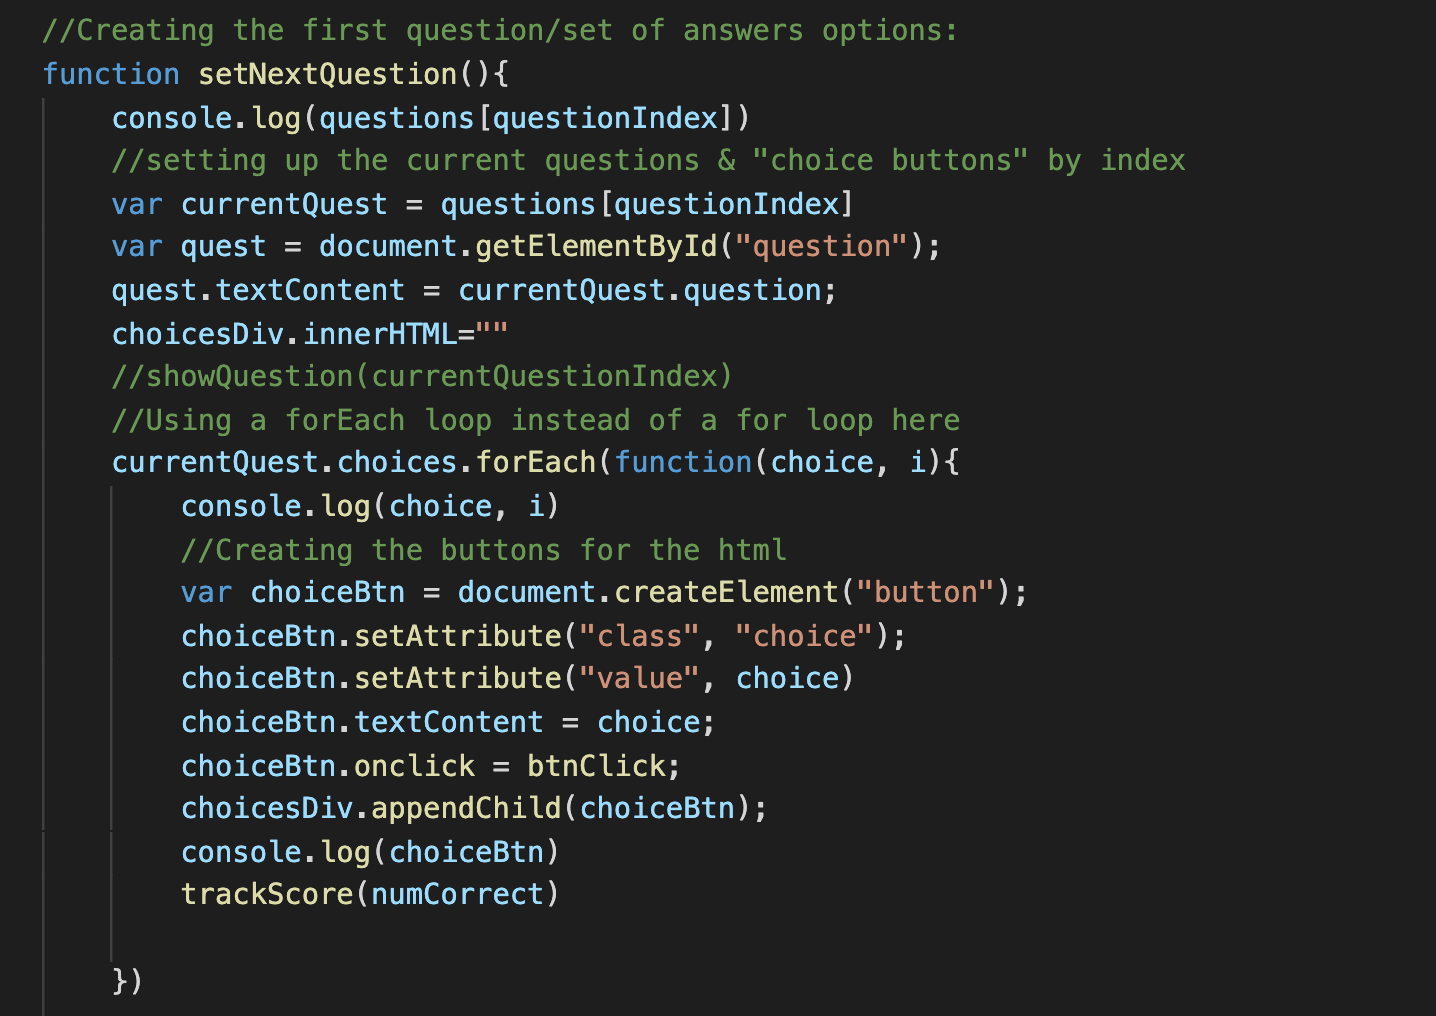 //Creating the first question/set of answers options:
function setNextQuestion(){
    console.log(questions[questionIndex])
    //setting up the current questions & "choice buttons" by index
    var currentQuest = questions[questionIndex]
    var quest = document.getElementById("question");
    quest.textContent = currentQuest.question;
    choicesDiv.innerHTML=""
    //showQuestion(currentQuestionIndex)
    //Using a forEach loop instead of a for loop here
    currentQuest.choices.forEach(function(choice, i){
        console.log(choice, i)
        //Creating the buttons for the html
        var choiceBtn = document.createElement("button");
        choiceBtn.setAttribute("class", "choice");
        choiceBtn.setAttribute("value", choice)
        choiceBtn.textContent = choice;
        choiceBtn.onclick = btnClick;
        choicesDiv.appendChild(choiceBtn);
        console.log(choiceBtn)
        trackScore(numCorrect)
    })